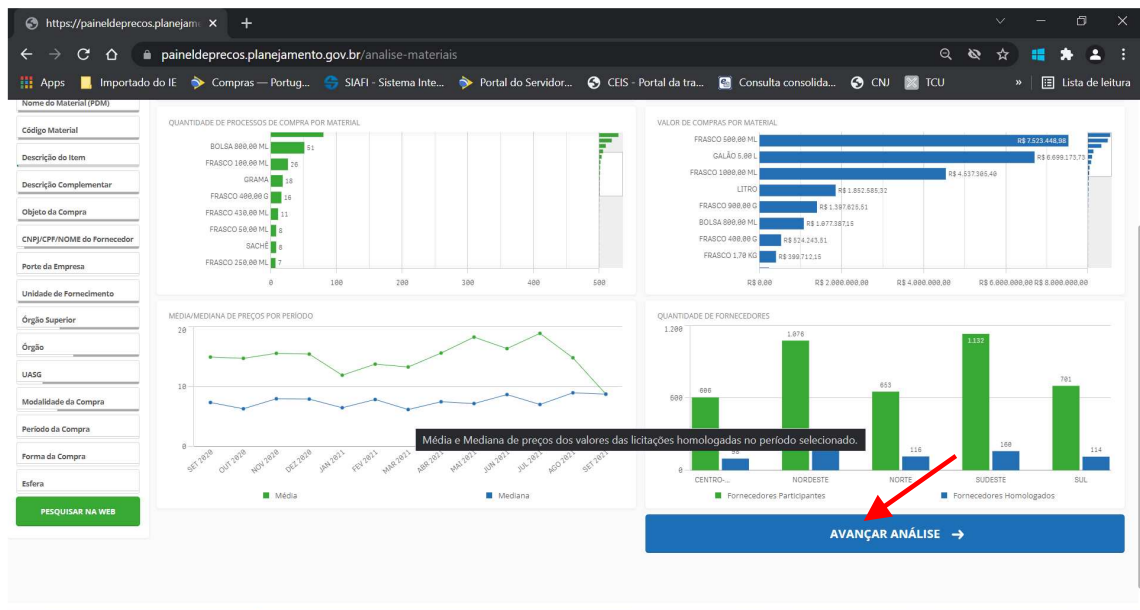 https://paineldeprecos.planejam
paineldeprecos.planejamento.gov.br/analise-materiais
Apps Importado do IE Compras — Portug... SIAFI - Sistema Inte... Portal do Servidor... CEIS - Portal da tra... Consulta consolida... CNJ TCU » Lista de leitura
Nome do Material (PDM)
Código Material
Descrição do Item
Descrição Complementar
Objeto da Compra
CNPJ/CPF/NOME do Fornecedor
Porte da Empresa
Unidade de Fornecimento
Órgão Superior
Órgão
UASG
Modalidade da Compra
Período da Compra
Forma da Compra
Esfera
PESQUISAR NA WEB
QUANTIDADE DE PROCESSOS DE COMPRA POR MATERIAL
BOLSA 800,00 ML 51
FRASCO 100,00 ML 26
GRAMA 18
FRASCO 400,00 G 16
FRASCO 430,00 ML 11
FRASCO 50,00 ML 8
SACHÊ 8
FRASCO 250,00 ML 7
0 100 200 300 400 500
VALOR DE COMPRAS POR MATERIAL
FRASCO 500,00 ML R$ 7.523.448,98
GALÃO 5,00 L R$ 6.699.173,73
FRASCO 1000,00 ML R$ 4.537.365,40
LITRO R$ 1.852.585,32
FRASCO 900,00 G R$ 1.397.625,51
BOLSA 800,00 ML R$ 1.077.387,15
FRASCO 400,00 G R$ 524.243,51
FRASCO 1,70 KG R$ 380.712,15
R$ 0,00 R$ 2.000.000,00 R$ 4.000.000,00 R$ 6.000.000,00 R$ 8.000.000,00
MÉDIA/MEDIANA DE PREÇOS POR PERÍODO
20
10
0
SET 2020 OUT 2020 NOV 2020 DEZ 2020 JAN 2021 FEV 2021 MAR 2021 ABR 2021 MAI 2021 JUN 2021 JUL 2021 AGO 2021 SET 2021
Média Mediana
Média e Mediana de preços dos valores das licitações homologadas no período selecionado.
QUANTIDADE DE FORNECEDORES
1.200
600
0
606 1.078 653 1.132 701
98 116 160 114
CENTRO-... NORDESTE NORTE SUDESTE SUL
Fornecedores Participantes Fornecedores Homologados
AVANÇAR ANÁLISE →